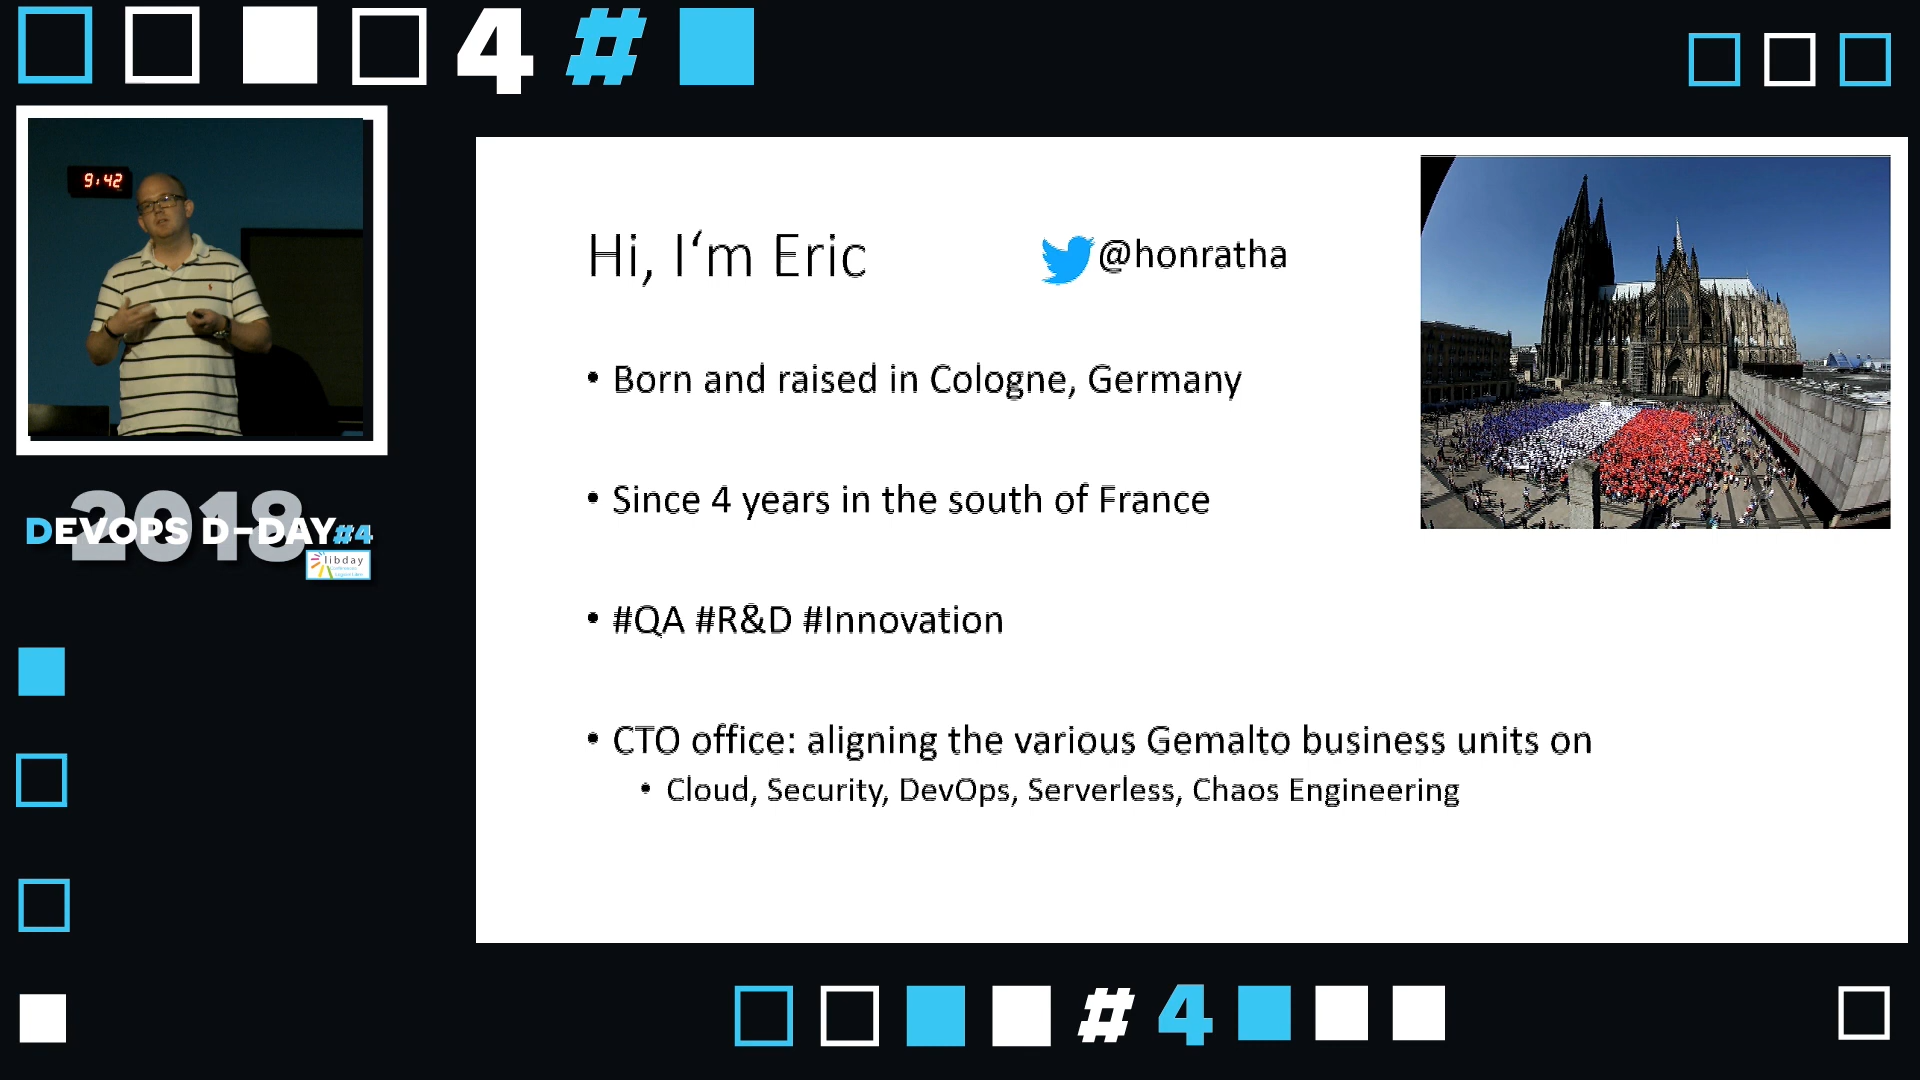 4 #
9:42
2018
DEVOPS D-DAY#4
libday
Hi, I‘m Eric
@honratha
• Born and raised in Cologne, Germany
• Since 4 years in the south of France
• #QA #R&D #Innovation
• CTO office: aligning the various Gemalto business units on
• Cloud, Security, DevOps, Serverless, Chaos Engineering
# 4